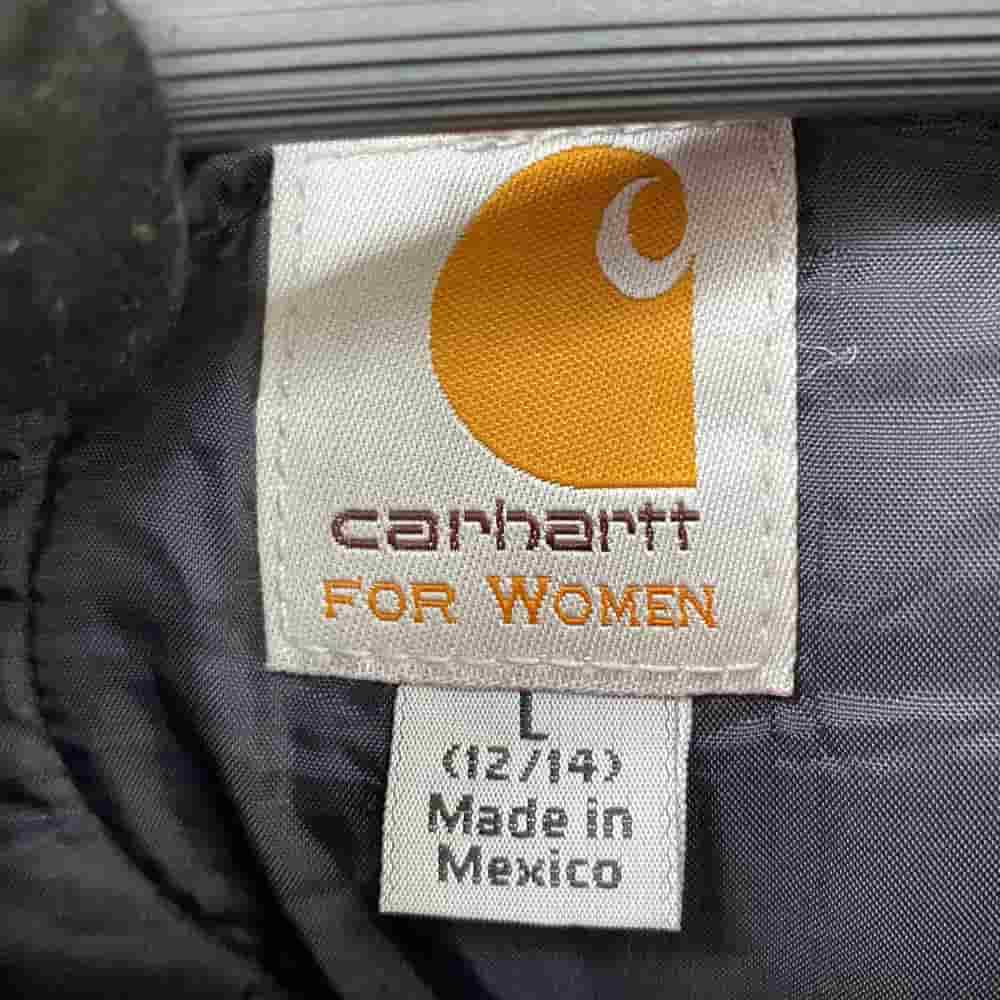 carhartt
FOR WOMEN
L
(12/14)
Made in
Mexico